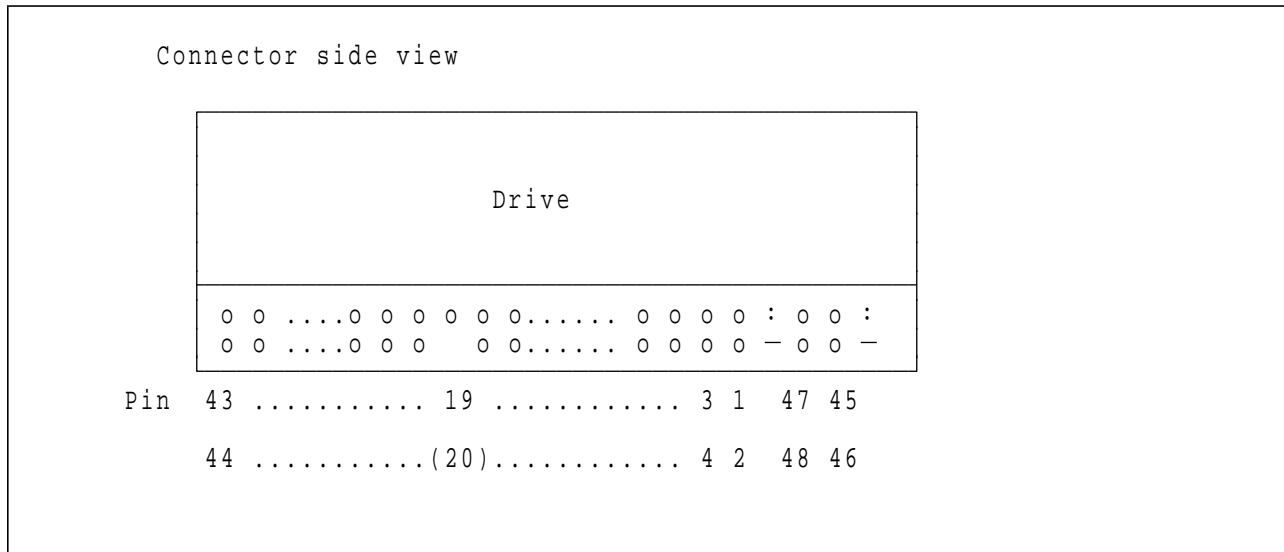 Connector side view
Drive
o o ....o o o o o o...... o o o o : o o :
o o ....o o o   o o...... o o o o – o o –
Pin 43 ........... 19 ............ 3 1 47 45
44 ...........(20)............ 4 2 48 46